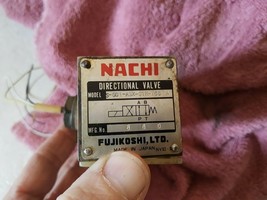 NACHI
DIRECTIONAL VALVE
MODEL
A B
P T
MFG. No.
FUJIKOSHI, LTD.
MADE IN JAPAN